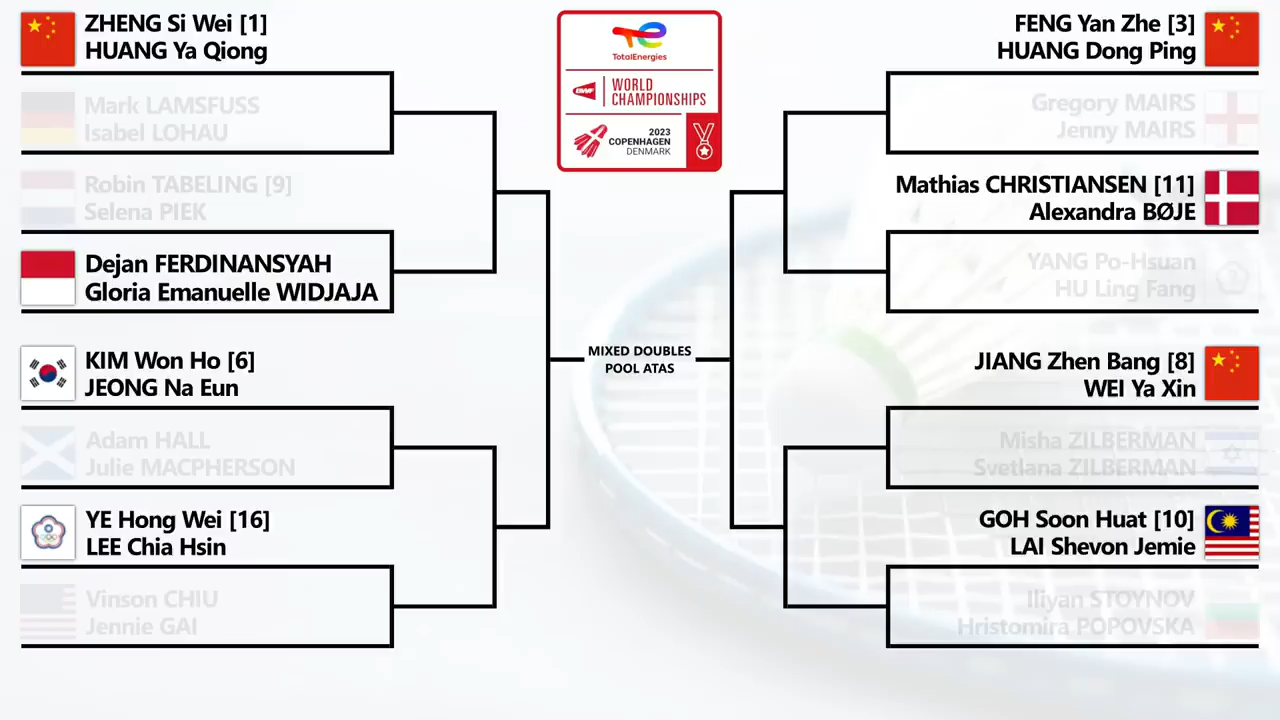 ZHENG Si Wei [1]
HUANG Ya Qiong
Mark LAMSFUSS
Isabel LOHAU
Robin TABELING [9]
Selena PIEK
Dejan FERDINANSYAH
Gloria Emanuelle WIDJAJA
KIM Won Ho [6]
JEONG Na Eun
Adam HALL
Julie MACPHERSON
YE Hong Wei [16]
LEE Chia Hsin
Vinson CHIU
Jennie GAI
TotalEnergies
BWF
WORLD
CHAMPIONSHIPS
2023
COPENHAGEN
DENMARK
MIXED DOUBLES
POOL ATAS
FENG Yan Zhe [3]
HUANG Dong Ping
Gregory MAIRS
Jenny MAIRS
Mathias CHRISTIANSEN [11]
Alexandra BØJE
YANG Po-Hsuan
HU Ling Fang
JIANG Zhen Bang [8]
WEI Ya Xin
Misha ZILBERMAN
Svetlana ZILBERMAN
GOH Soon Huat [10]
LAI Shevon Jemie
Iliyan STOYNOV
Hristomira POPOVSKA